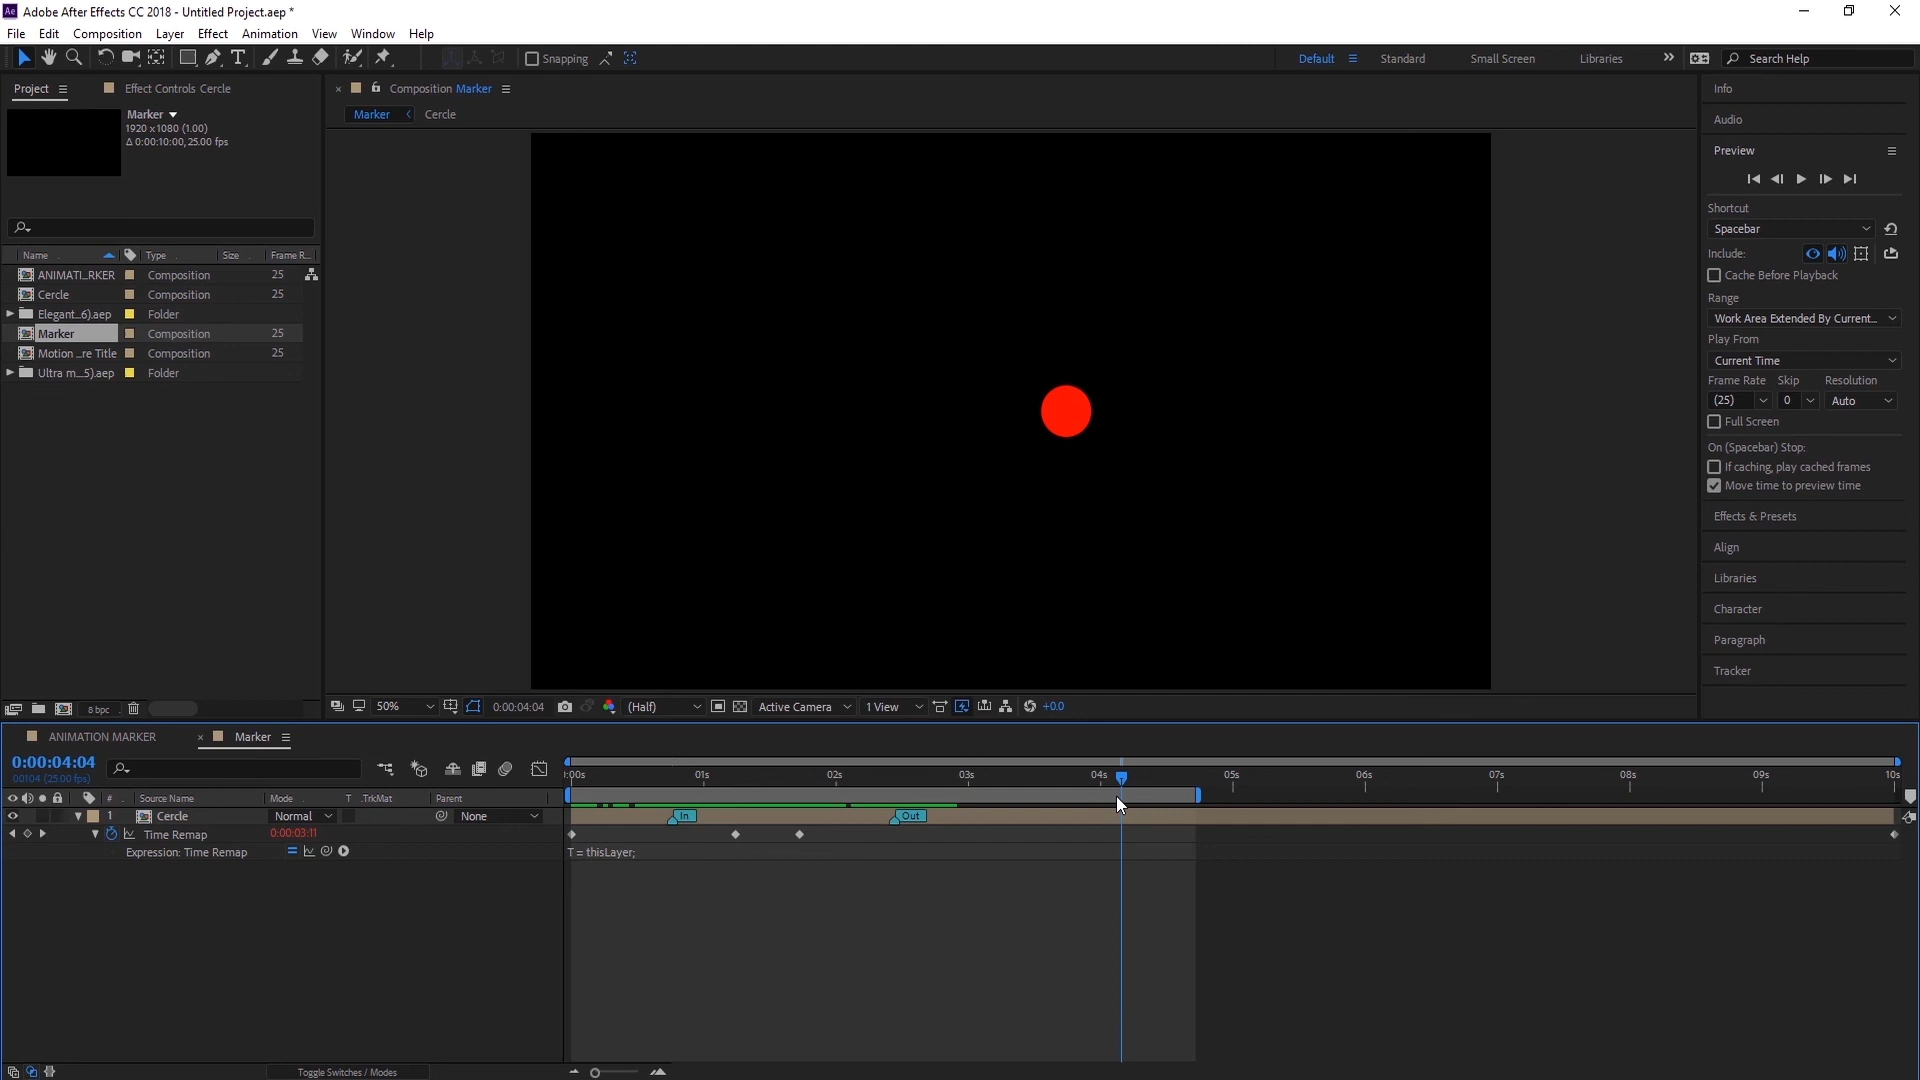 Ae Adobe After Effects CC 2018 - Untitled Project.aep *
File Edit Composition Layer Effect Animation View Window Help
Snapping
Default Standard Small Screen Libraries Search Help
Project Effect Controls Cercle
Composition Marker
Marker Cercle
Marker
1920 x1080 (1.00)
Δ 0:00:10:00, 25.00 fps
Name Type Size Frame R...
ANIMATI...RKER Composition 25
Cercle Composition 25
Elegant_6).aep Folder
Marker Composition 25
Motion _re Title Composition 25
Ultra m_5).aep Folder
8 bpc
50% 0:00:04:04 (Half) Active Camera 1 View +0.0
Info
Audio
Preview
Shortcut
Spacebar
Include:
Cache Before Playback
Range
Work Area Extended By Current...
Play From
Current Time
Frame Rate Skip Resolution
(25) 0 Auto
Full Screen
On (Spacebar) Stop:
If caching, play cached frames
Move time to preview time
Effects & Presets
Align
Libraries
Character
Paragraph
Tracker
ANIMATION MARKER Marker
0:00:04:04
00104 (25.00 fps)
:00s 01s 02s 03s 04s 05s 06s 07s 08s 09s 10s
# Source Name Mode T .TrkMat Parent
1 Cercle Normal None
In Out
Time Remap 0:00:03:11
Expression: Time Remap
T = thisLayer;
Toggle Switches / Modes